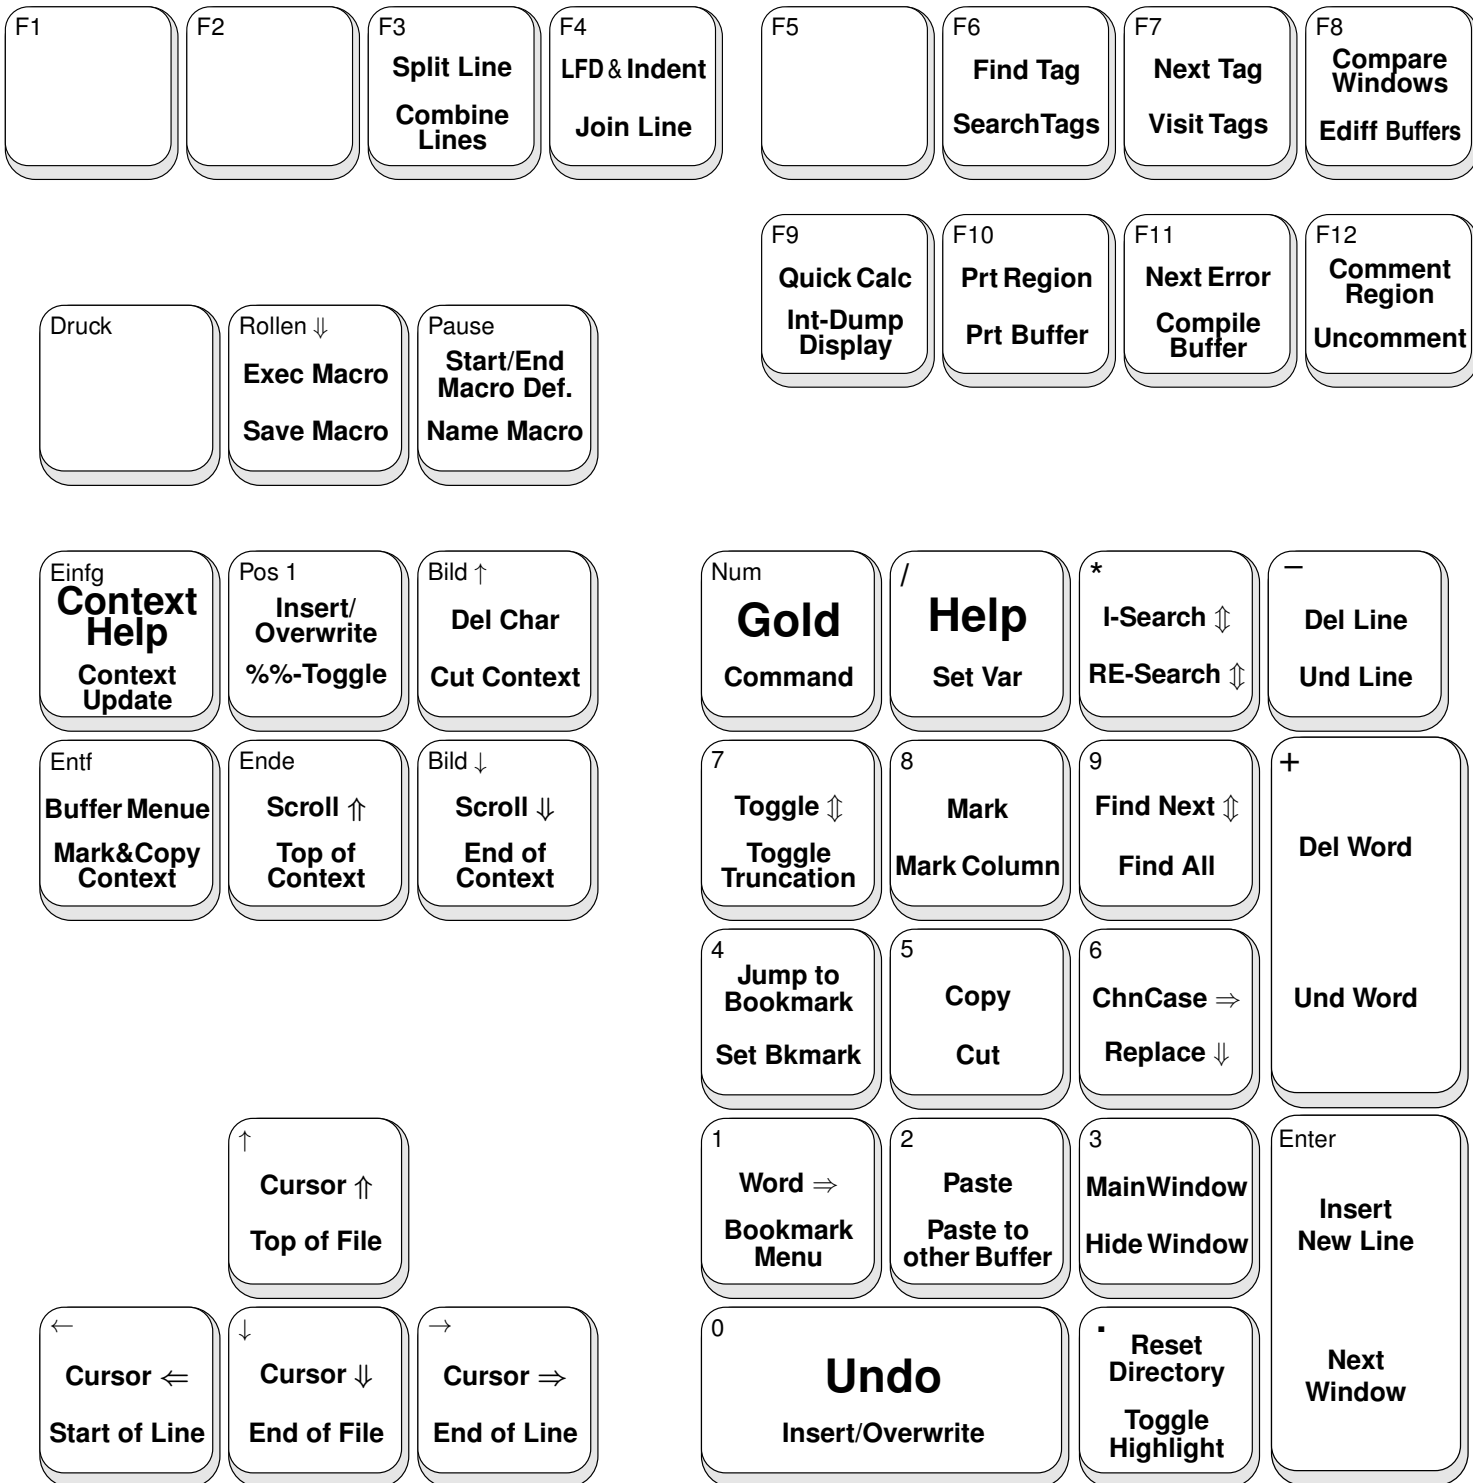 F1
F2
F3
Split Line
Combine
Lines
F4
LFD & Indent
Join Line
F5
F6
Find Tag
SearchTags
F7
Next Tag
Visit Tags
F8
Compare
Windows
Ediff Buffers
F9
Quick Calc
Int-Dump
Display
F10
Prt Region
Prt Buffer
F11
Next Error
Compile
Buffer
F12
Comment
Region
Uncomment
Druck
Rollen ⇓
Exec Macro
Save Macro
Pause
Start/End
Macro Def.
Name Macro
Einfg
Context
Help
Context
Update
Pos 1
Insert/
Overwrite
%%-Toggle
Bild ↑
Del Char
Cut Context
Num
Gold
Command
/
Help
Set Var
*
I-Search ⇕
RE-Search ⇕
−
Del Line
Und Line
Entf
Buffer Menue
Mark&Copy
Context
Ende
Scroll ⇑
Top of
Context
Bild ↓
Scroll ⇓
End of
Context
7
Toggle ⇕
Toggle
Truncation
8
Mark
Mark Column
9
Find Next ⇕
Find All
+
Del Word
Und Word
4
Jump to
Bookmark
Set Bkmark
5
Copy
Cut
6
ChnCase ⇒
Replace ⇓
↑
Cursor ⇑
Top of File
1
Word ⇒
Bookmark
Menu
2
Paste
Paste to
other Buffer
3
MainWindow
Hide Window
Enter
Insert
New Line
Next
Window
←
Cursor ⇐
Start of Line
↓
Cursor ⇓
End of File
→
Cursor ⇒
End of Line
0
Undo
Insert/Overwrite
.
Reset
Directory
Toggle
Highlight